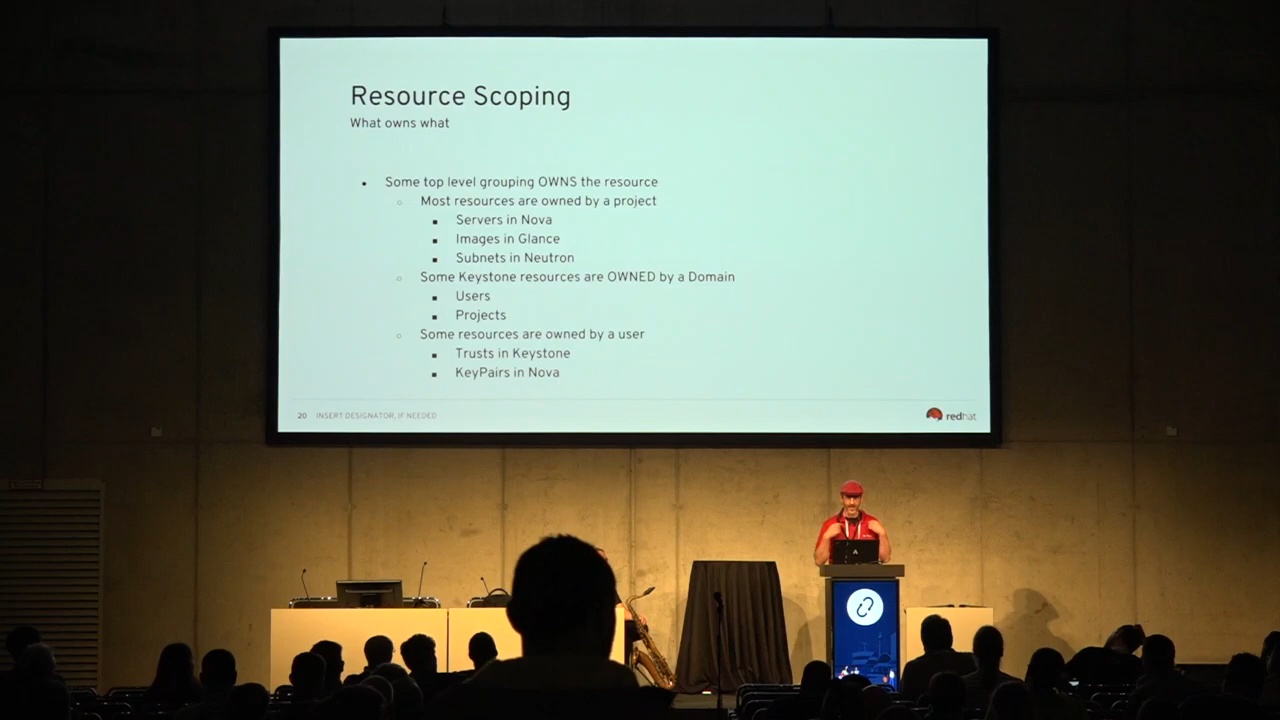 Resource Scoping
What owns what
Some top level grouping OWNS the resource
Most resources are owned by a project
Servers in Nova
Images in Glance
Subnets in Neutron
Some Keystone resources are OWNED by a Domain
Users
Projects
Some resources are owned by a user
Trusts in Keystone
KeyPairs in Nova
20 INSERT DESIGNATOR, IF NEEDED
redhat